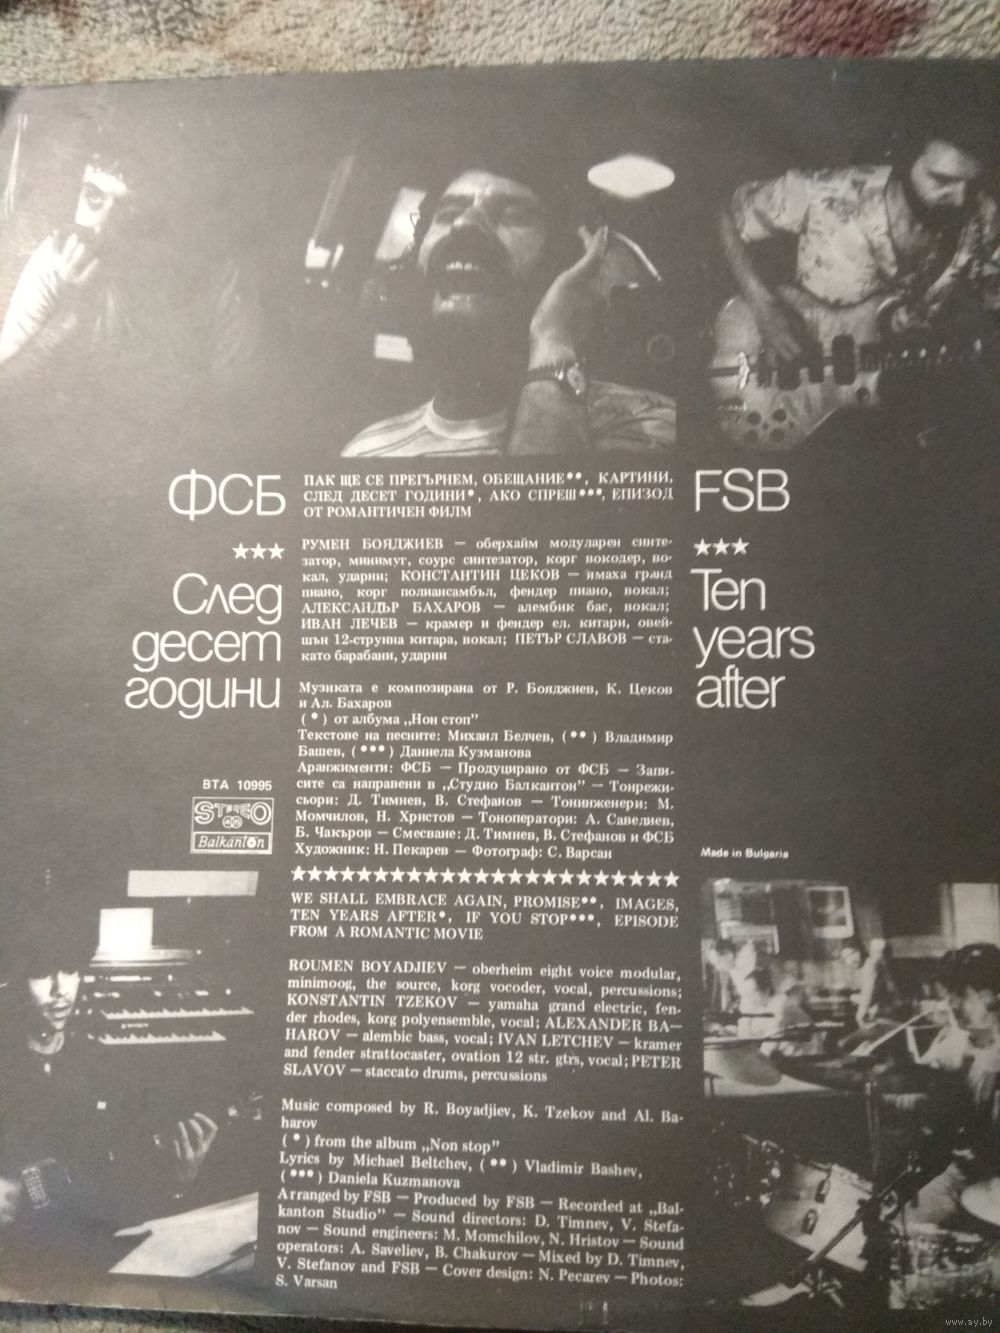 ФСБ
★★★
След
десет
години
ПАК ЩЕ СЕ ПРЕГЪРНЕМ, ОБЕЩАНИЕ••, КАРТИНИ,
СЛЕД ДЕСЕТ ГОДИНИ•, АКО СПРЕШ•••, ЕПИЗОД
ОТ РОМАНТИЧЕН ФИЛМ
РУМЕН БОЯДЖИЕВ — оберхайм модуларен синте-
затор, минимуг, соурс синтезатор, корг вокодер, во-
кал, ударни; КОНСТАНТИН ЦЕКОВ — ямаха гранд
пиано, корг полиансамбъл, фендер пиано, вокал;
АЛЕКСАНДЪР БАХАРОВ — алембик бас, вокал;
ИВАН ЛЕЧЕВ — крамер и фендер ел. китари, овей-
шън 12-струнна китара, вокал; ПЕТЪР СЛАВОВ — ста-
като барабани, ударни
Музиката е композирана от Р. Бояджиев, К. Цеков
и Ал. Бахаров
(•) от албума „Нон стоп”
Текстове на песните: Михаил Белчев, (••) Владимир
Башев, (•••) Даниела Кузманова
Аранжименти: ФСБ — Продуцирано от ФСБ — Запи-
сите са направени в „Студио Балкантон” — Тонрежи-
сьори: Д. Тимнев, В. Стефанов — Тонинженери: М.
Момчилов, Н. Христов — Тоноператори: А. Савелиев,
Б. Чакъров — Смесване: Д. Тимнев, В. Стефанов и ФСБ
Художник: Н. Пекарев — Фотограф: С. Варсан
FSB
★★★
Ten
years
after
ВТА 10995
STEREO
Balkanton
Made in Bulgaria
★★★★★★★★★★★★★★★★★★★★★★★★
WE SHALL EMBRACE AGAIN, PROMISE••, IMAGES,
TEN YEARS AFTER•, IF YOU STOP•••, EPISODE
FROM A ROMANTIC MOVIE
ROUMEN BOYADJIEV — oberheim eight voice modular,
minimoog, the source, korg vocoder, vocal, percussions;
KONSTANTIN TZEKOV — yamaha grand electric, fen-
der rhodes, korg polyensemble, vocal; ALEXANDER BA—
HAROV — alembic bass, vocal; IVAN LETCHEV — kramer
and fender strattocaster, ovation 12 str. gtrs, vocal; PETER
SLAVOV — staccato drums, percussions
Music composed by R. Boyadjiev, K. Tzekov and Al. Ba-
harov
(•) from the album „Non stop”
Lyrics by Michael Beltchev, (••) Vladimir Bashev,
(•••) Daniela Kuzmanova
Arranged by FSB — Produced by FSB — Recorded at „Bal-
kanton Studio” — Sound directors: D. Timnev, V. Stefa-
nov — Sound engineers: M. Momchilov, N. Hristov — Sound
operators: A. Saveliev, B. Chakurov — Mixed by D. Timnev,
V. Stefanov and FSB — Cover design: N. Pecarev — Photos:
S. Varsan
www.ay.by